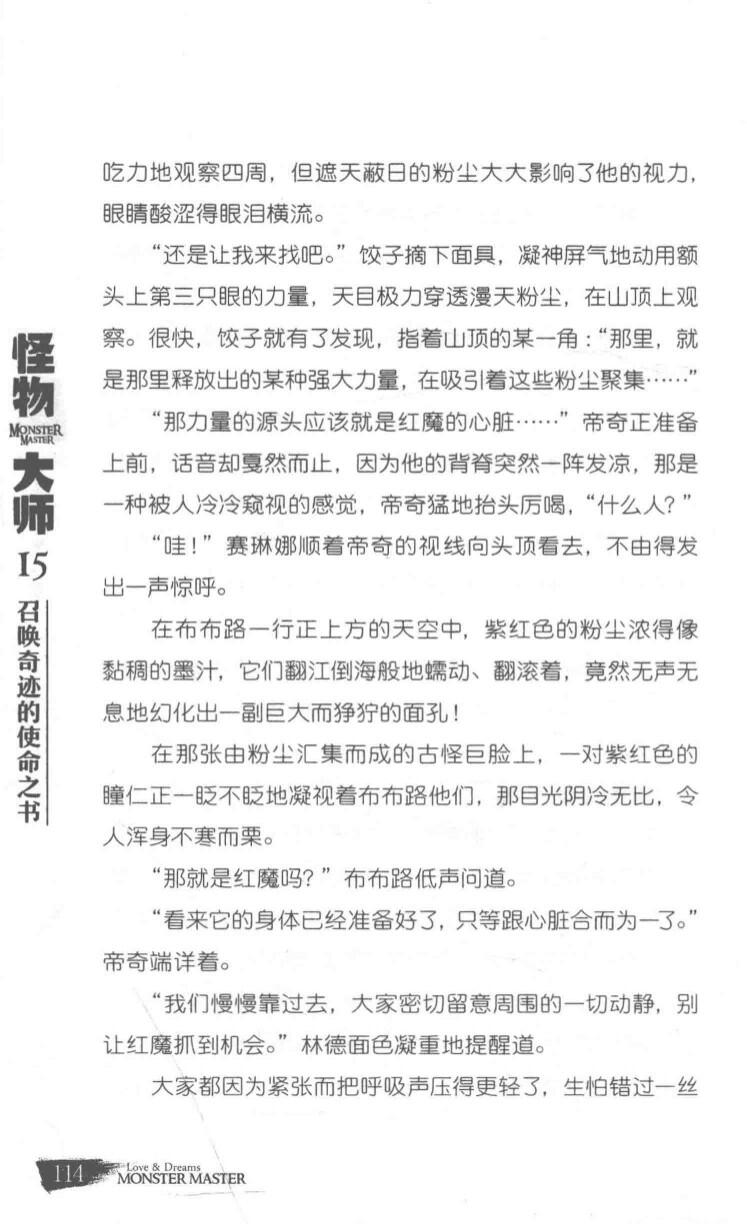 吃力地观察四周，但遮天蔽日的粉尘大大影响了他的视力，
眼睛酸涩得眼泪横流。
“还是让我来找吧。”饺子摘下面具，凝神屏气地动用额
头上第三只眼的力量，天目极力穿透漫天粉尘，在山顶上观
察。很快，饺子就有了发现，指着山顶的某一角：“那里，就
是那里释放出的某种强大力量，在吸引着这些粉尘聚集……”
“那力量的源头应该就是红魔的心脏……”帝奇正准备
上前，话音却戛然而止，因为他的背脊突然一阵发凉，那是
一种被人冷冷窥视的感觉，帝奇猛地抬头厉喝，“什么人？”
“哇！”赛琳娜顺着帝奇的视线向头顶看去，不由得发
出一声惊呼。
在布布路一行正上方的天空中，紫红色的粉尘浓得像
黏稠的墨汁，它们翻江倒海般地蠕动、翻滚着，竟然无声无
息地幻化出一副巨大而狰狞的面孔！
在那张由粉尘汇集而成的古怪巨脸上，一对紫红色的
瞳仁正一眨不眨地凝视着布布路他们，那目光阴冷无比，令
人浑身不寒而栗。
“那就是红魔吗？”布布路低声问道。
“看来它的身体已经准备好了，只等跟心脏合而为一了。”
帝奇端详着。
“我们慢慢靠过去，大家密切留意周围的一切动静，别
让红魔抓到机会。”林德面色凝重地提醒道。
大家都因为紧张而把呼吸声压得更轻了，生怕错过一丝
怪物
MONSTER
MASTER
大师
15
召唤奇迹的使命之书
114
Love & Dreams
MONSTER MASTER